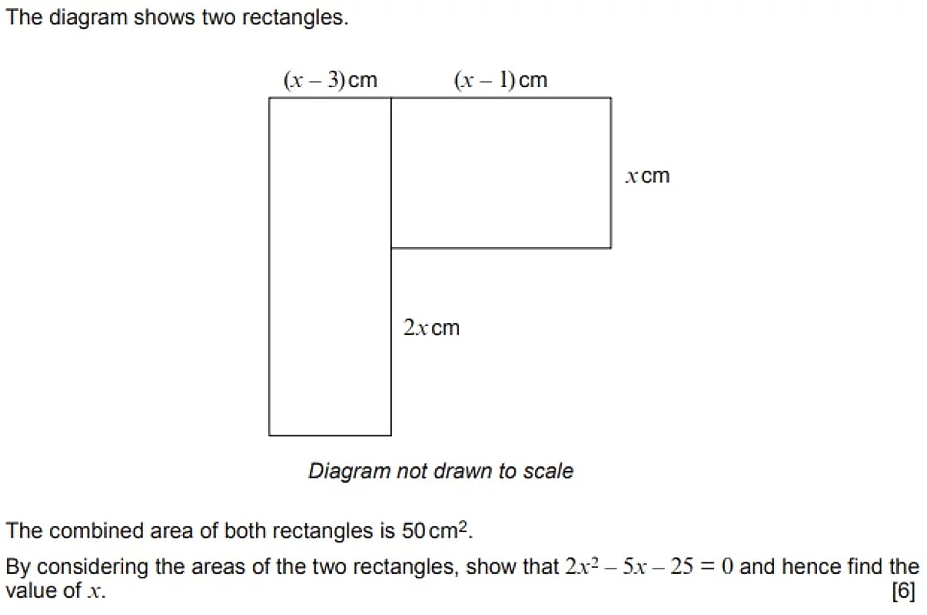 The diagram shows two rectangles.
(x – 3) cm (x – 1) cm
x cm
2x cm
Diagram not drawn to scale
The combined area of both rectangles is 50 cm².
By considering the areas of the two rectangles, show that 2x² – 5x – 25 = 0 and hence find the
value of x. [6]